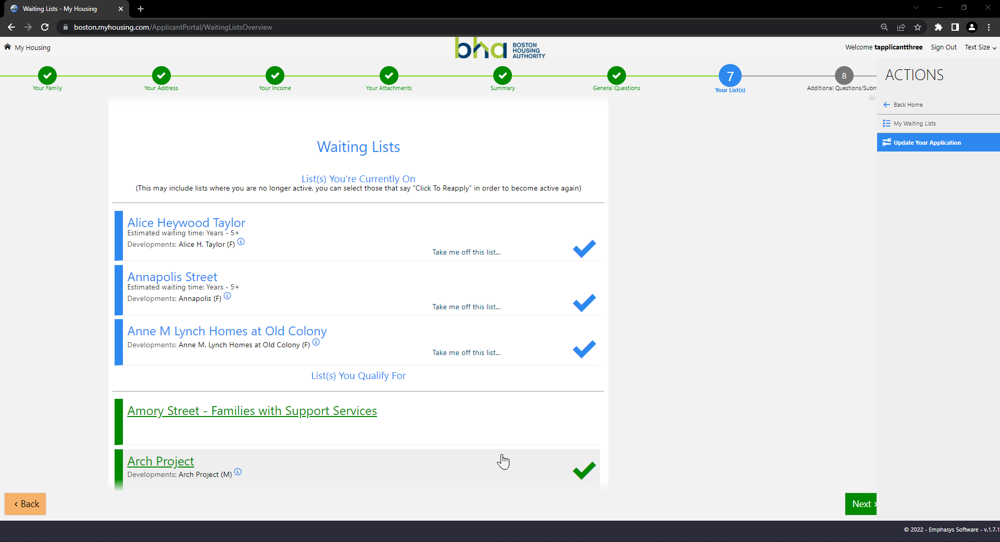 Waiting Lists - My Housing
boston.myhousing.com/ApplicantPortal/WaitingListsOverview
My Housing
bha BOSTON HOUSING AUTHORITY
Welcome tapplicantthree Sign Out Text Size
7
8
Your Family
Your Address
Your Income
Your Attachments
Summary
General Questions
Your List(s)
Additional Questions/Subm
ACTIONS
Back Home
My Waiting Lists
Update Your Application
Waiting Lists
List(s) You're Currently On
(This may include lists where you are no longer active, you can select those that say "Click To Reapply" in order to become active again)
Alice Heywood Taylor
Estimated waiting time: Years - 5+
Developments: Alice H. Taylor (F)
Take me off this list...
Annapolis Street
Estimated waiting time: Years - 5+
Developments: Annapolis (F)
Take me off this list...
Anne M Lynch Homes at Old Colony
Developments: Anne M. Lynch Homes at Old Colony (F)
Take me off this list...
List(s) You Qualify For
Amory Street - Families with Support Services
Arch Project
Developments: Arch Project (M)
‹ Back
Next ›
© 2022 - Emphasys Software - v.1.7.1